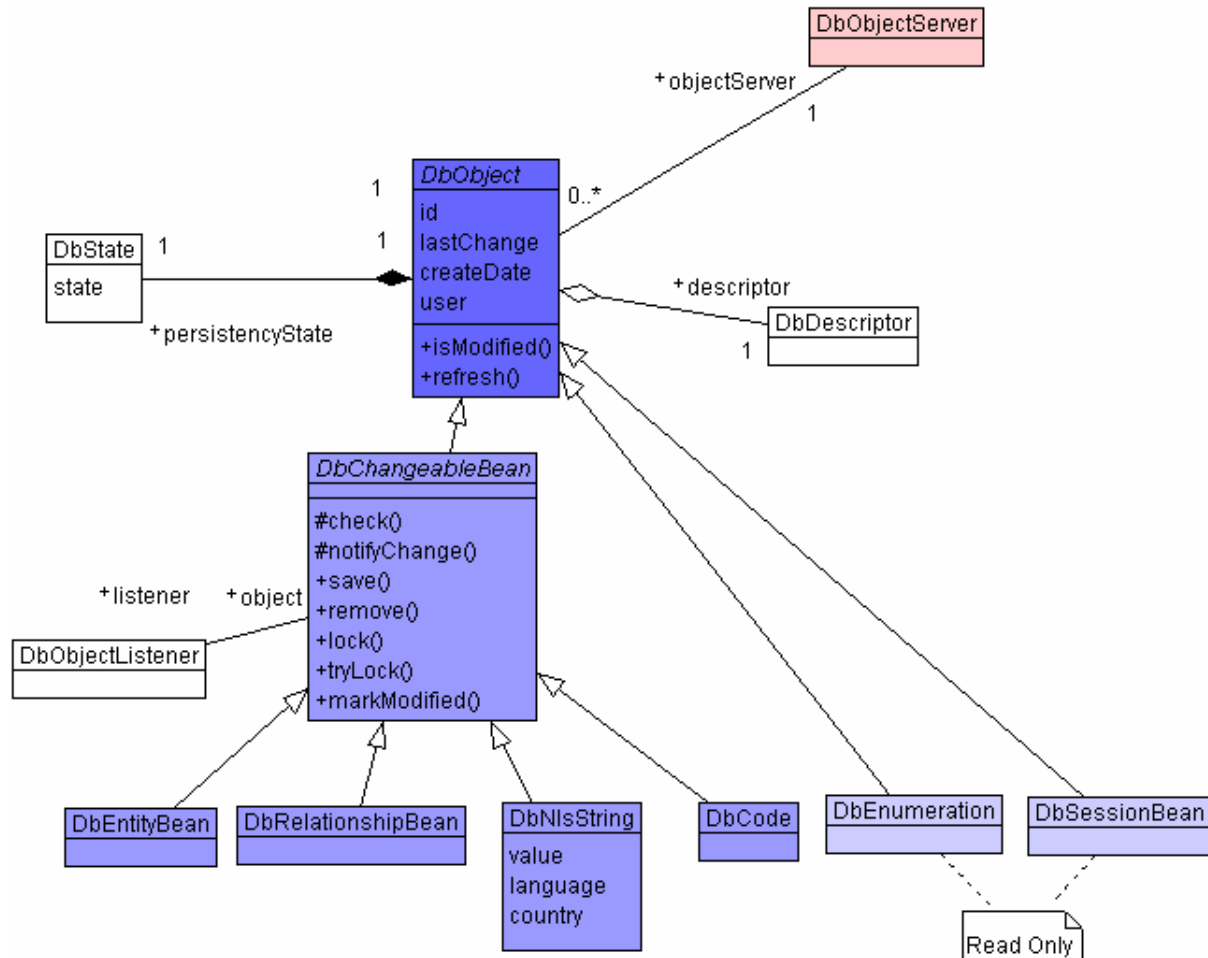 DbObjectServer
+objectServer
1
DbObject
1
0..*
id
lastChange
createDate
user
+isModified()
+refresh()
1
1
DbState
state
+persistencyState
+descriptor
DbDescriptor
1
DbChangeableBean
#check()
#notifyChange()
+save()
+remove()
+lock()
+tryLock()
+markModified()
+listener
+object
DbObjectListener
DbEntityBean
DbRelationshipBean
DbNlsString
value
language
country
DbCode
DbEnumeration
DbSessionBean
Read Only